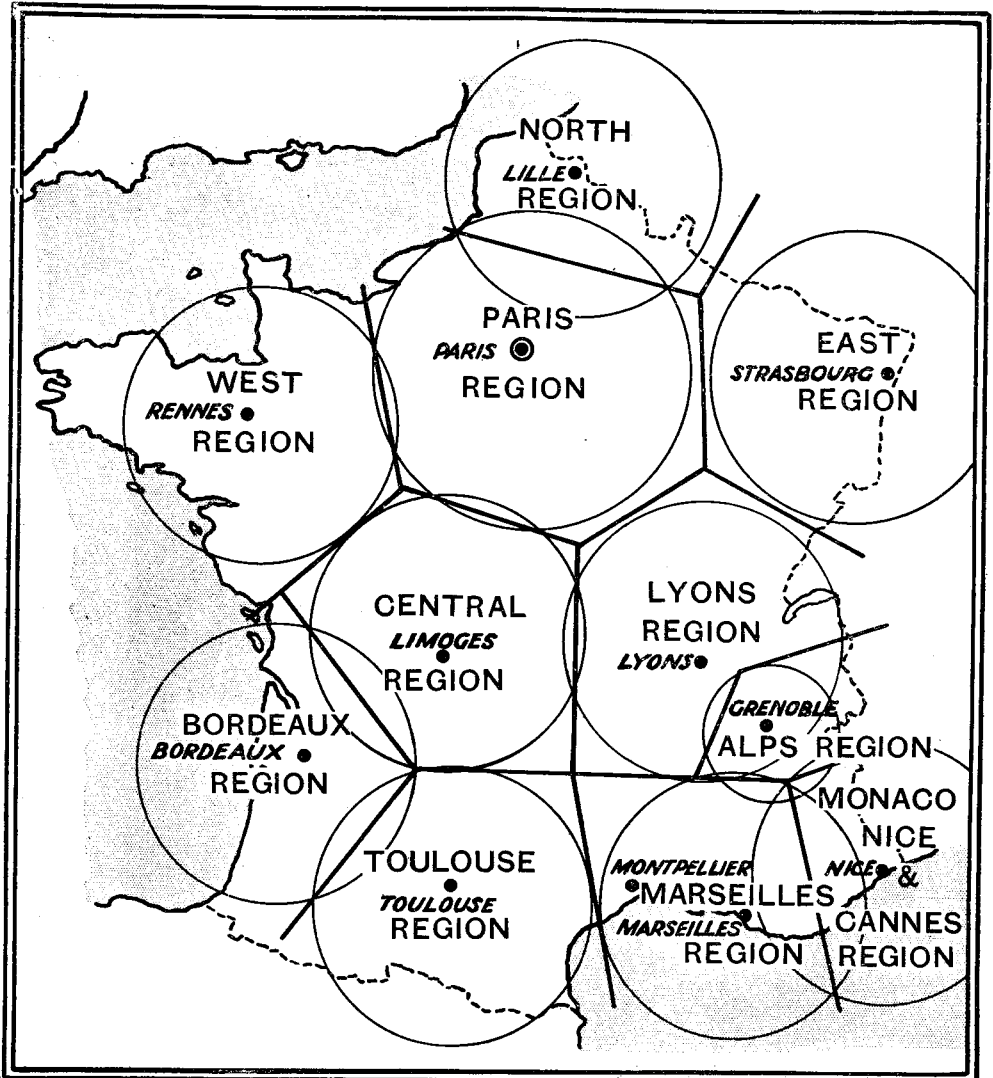 NORTH
LILLE
REGION
PARIS
PARIS
REGION
EAST
STRASBOURG
REGION
WEST
RENNES
REGION
CENTRAL
LIMOGES
REGION
LYONS
REGION
LYONS
GRENOBLE
ALPS REGION
BORDEAUX
BORDEAUX
REGION
MONACO
NICE
NICE &
CANNES
REGION
TOULOUSE
TOULOUSE
REGION
MONTPELLIER
MARSEILLES
MARSEILLES
REGION